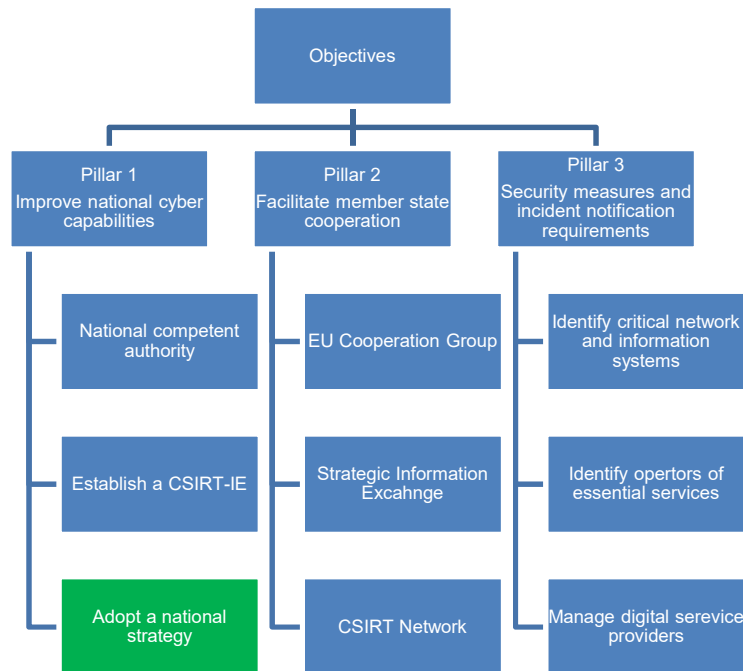 Objectives
Pillar 1
Improve national cyber
capabilities
Pillar 2
Facilitate member state
cooperation
Pillar 3
Security measures and
incident notification
requirements
National competent
authority
EU Cooperation Group
Identify critical network
and information
systems
Establish a CSIRT-IE
Strategic Information
Excahnge
Identify opertors of
essential services
Adopt a national
strategy
CSIRT Network
Manage digital serevice
providers